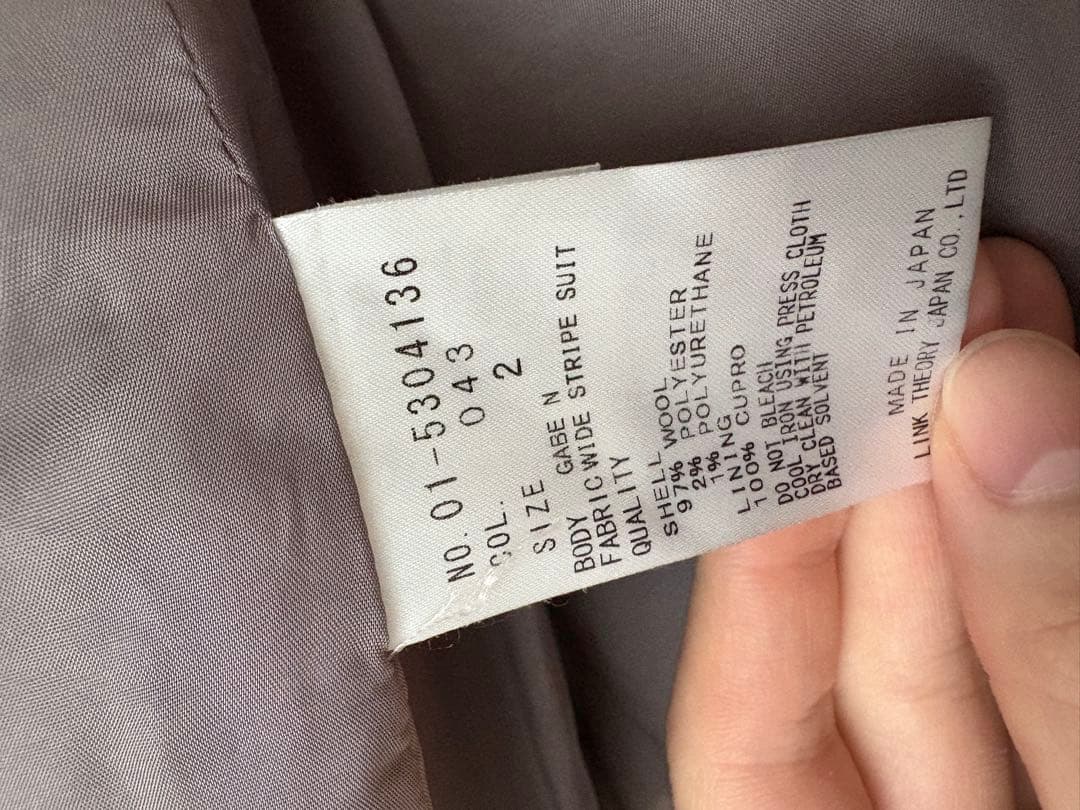 NO. 01-5304136
COL. 043
SIZE 2
BODY GABE N
FABRIC WIDE STRIPE SUIT
QUALITY
SHELL
97% WOOL
2% POLYESTER
1% POLYURETHANE
LINING
100% CUPRO
DO NOT BLEACH
COOL IRON USING PRESS CLOTH
DRY CLEAN WITH PETROLEUM
BASED SOLVENT
MADE IN JAPAN
LINK THEORY JAPAN CO.,LTD